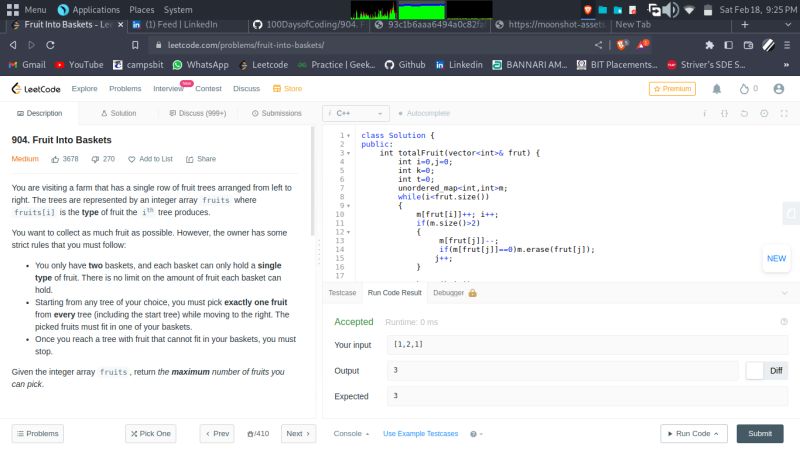 Menu Applications Places System Sat Feb 18, 9:25 PM
Fruit Into Baskets - Le (1) Feed | LinkedIn 100DaysofCoding/904. F 93c1b6aaa6494a0c82fa https://moonshot-assets. New Tab
leetcode.com/problems/fruit-into-baskets/
Gmail YouTube campsbit WhatsApp Leetcode Practice | Geek... Github Linkedin BANNARI AM... BIT Placements... Striver's SDE S...
LeetCode Explore Problems Interview New Contest Discuss Store Premium 0
Description Solution Discuss (999+) Submissions
i C++ Autocomplete
904. Fruit Into Baskets
Medium 3678 270 Add to List Share
You are visiting a farm that has a single row of fruit trees arranged from left to
right. The trees are represented by an integer array fruits where
fruits[i] is the type of fruit the ith tree produces.
You want to collect as much fruit as possible. However, the owner has some
strict rules that you must follow:
• You only have two baskets, and each basket can only hold a single
type of fruit. There is no limit on the amount of fruit each basket can
hold.
• Starting from any tree of your choice, you must pick exactly one fruit
from every tree (including the start tree) while moving to the right. The
picked fruits must fit in one of your baskets.
• Once you reach a tree with fruit that cannot fit in your baskets, you must
stop.
Given the integer array fruits, return the maximum number of fruits you
can pick.
1 class Solution {
2 public:
3 int totalFruit(vector<int>& frut) {
4 int i=0,j=0;
5 int k=0;
6 int t=0;
7 unordered_map<int,int>m;
8 while(i<frut.size())
9 {
10 m[frut[i]]++; i++;
11 if(m.size()>2)
12 {
13 m[frut[j]]--;
14 if(m[frut[j]]==0)m.erase(frut[j]);
15 j++;
16 }
17
NEW
Testcase Run Code Result Debugger
Accepted Runtime: 0 ms
Your input [1,2,1]
Output 3 Diff
Expected 3
Problems Pick One Prev /410 Next
Console Use Example Testcases ? Run Code Submit